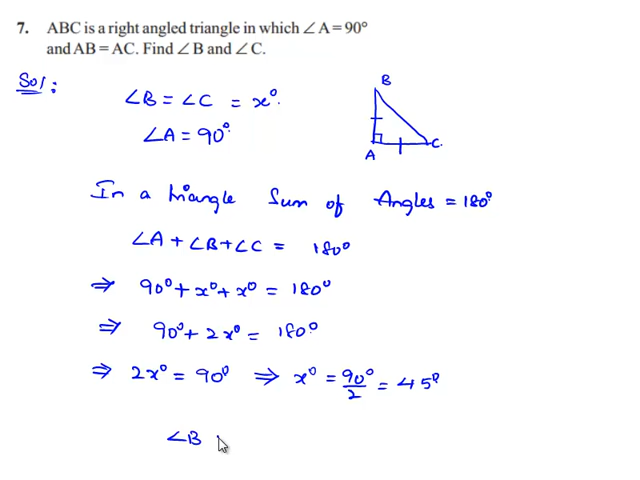 7. ABC is a right angled triangle in which ∠A = 90°
and AB = AC. Find ∠B and ∠C.
Sol:
∠B = ∠C = x°.
∠A = 90°.
B
A
C.
In a triangle Sum of Angles = 180°
∠A + ∠B + ∠C = 180°
⇒ 90° + x° + x° = 180°
⇒ 90° + 2x° = 180°
⇒ 2x° = 90° ⇒ x° = 90°/2 = 45°
∠B